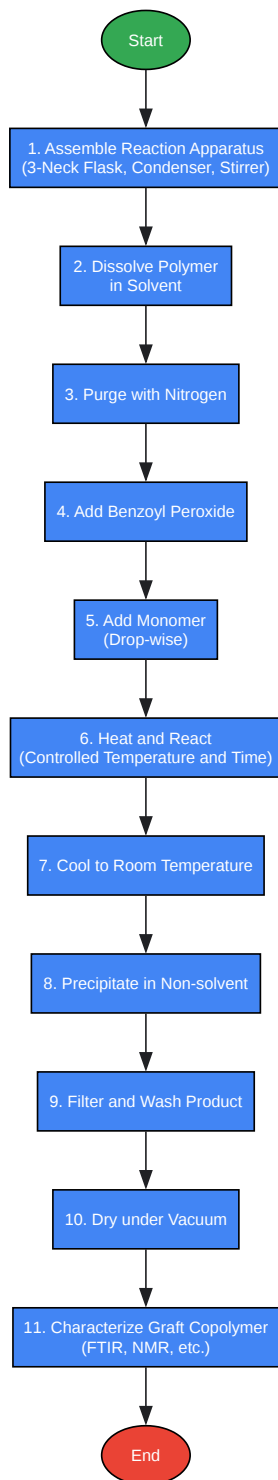 Start
1. Assemble Reaction Apparatus
(3-Neck Flask, Condenser, Stirrer)
2. Dissolve Polymer
in Solvent
3. Purge with Nitrogen
4. Add Benzoyl Peroxide
5. Add Monomer
(Drop-wise)
6. Heat and React
(Controlled Temperature and Time)
7. Cool to Room Temperature
8. Precipitate in Non-solvent
9. Filter and Wash Product
10. Dry under Vacuum
11. Characterize Graft Copolymer
(FTIR, NMR, etc.)
End